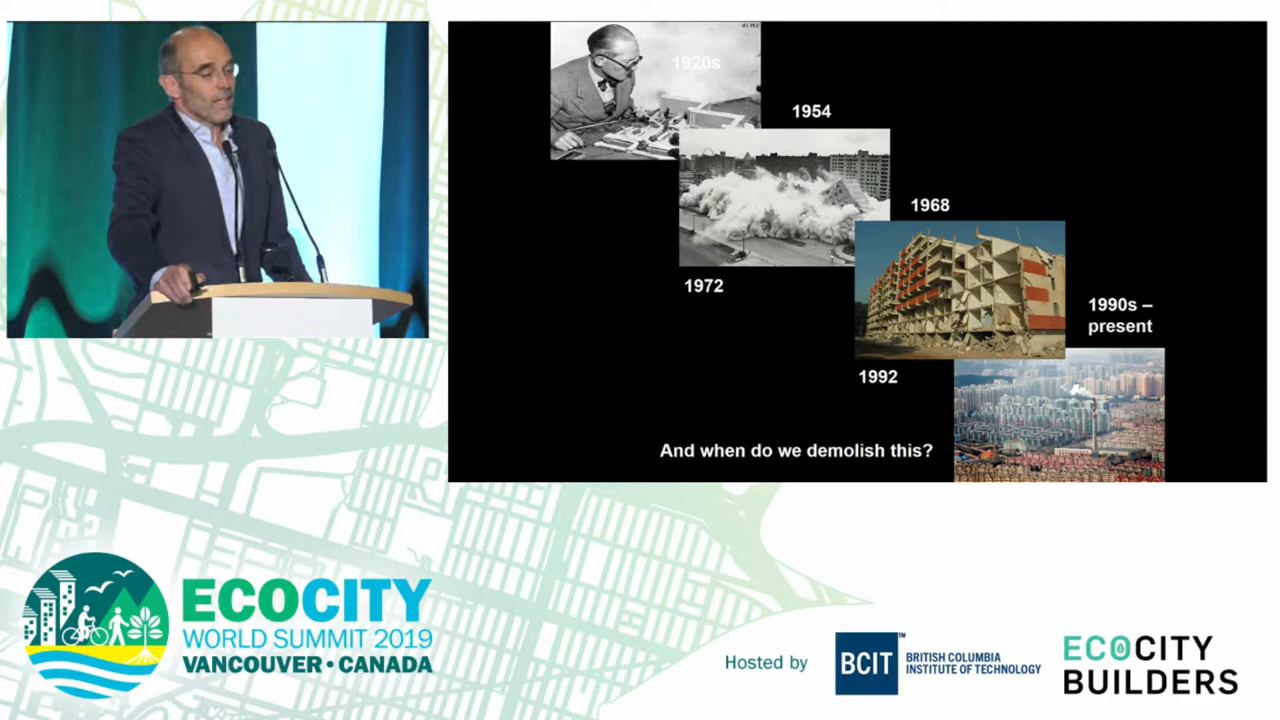 1920s
1954
1972
1968
1992
1990s –
present
And when do we demolish this?
ECOCITY
WORLD SUMMIT 2019
VANCOUVER • CANADA
Hosted by
BCIT
TM
BRITISH COLUMBIA
INSTITUTE OF TECHNOLOGY
ECOCITY
BUILDERS